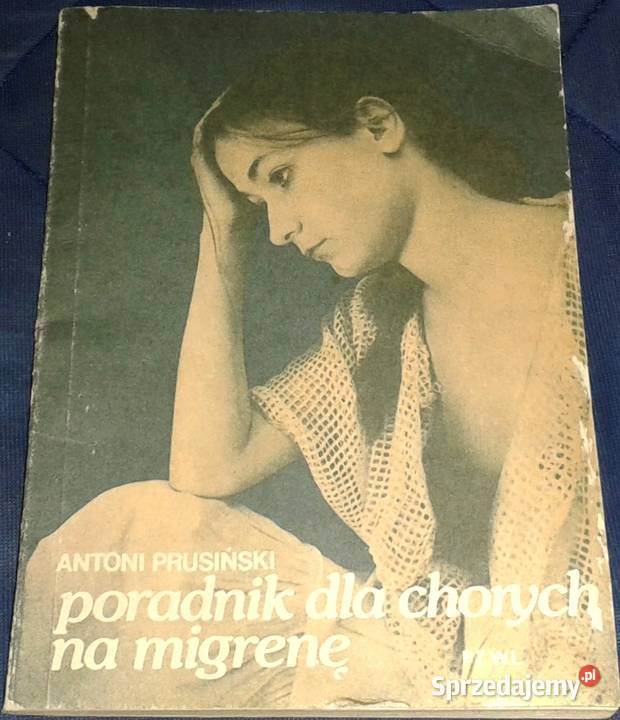 ANTONI PRUSIŃSKI
poradnik dla chorych
na migrenę
PZWL
Sprzedajemy.pl